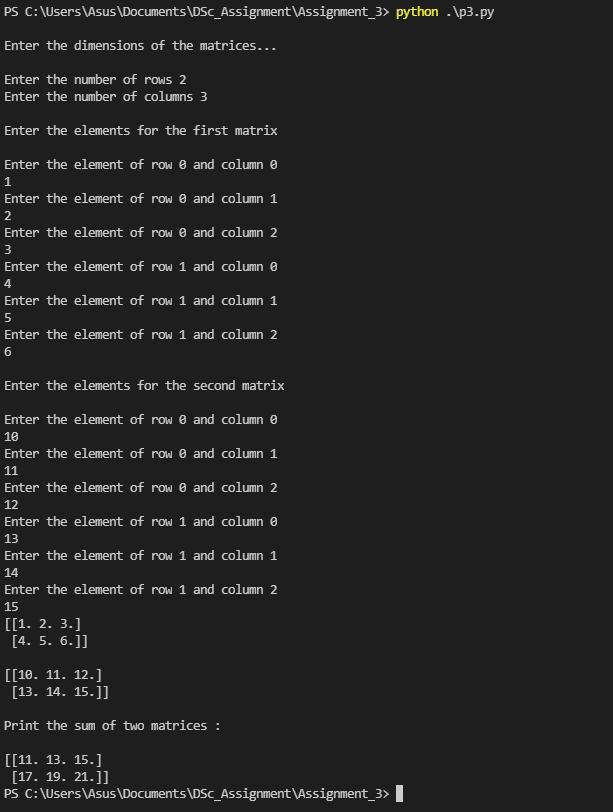 PS C:\Users\Asus\Documents\DSc_Assignment\Assignment_3> python .\p3.py
Enter the dimensions of the matrices...
Enter the number of rows 2
Enter the number of columns 3
Enter the elements for the first matrix
Enter the element of row 0 and column 0
1
Enter the element of row 0 and column 1
2
Enter the element of row 0 and column 2
3
Enter the element of row 1 and column 0
4
Enter the element of row 1 and column 1
5
Enter the element of row 1 and column 2
6
Enter the elements for the second matrix
Enter the element of row 0 and column 0
10
Enter the element of row 0 and column 1
11
Enter the element of row 0 and column 2
12
Enter the element of row 1 and column 0
13
Enter the element of row 1 and column 1
14
Enter the element of row 1 and column 2
15
[[1. 2. 3.]
 [4. 5. 6.]]
[[10. 11. 12.]
 [13. 14. 15.]]
Print the sum of two matrices :
[[11. 13. 15.]
 [17. 19. 21.]]
PS C:\Users\Asus\Documents\DSc_Assignment\Assignment_3>